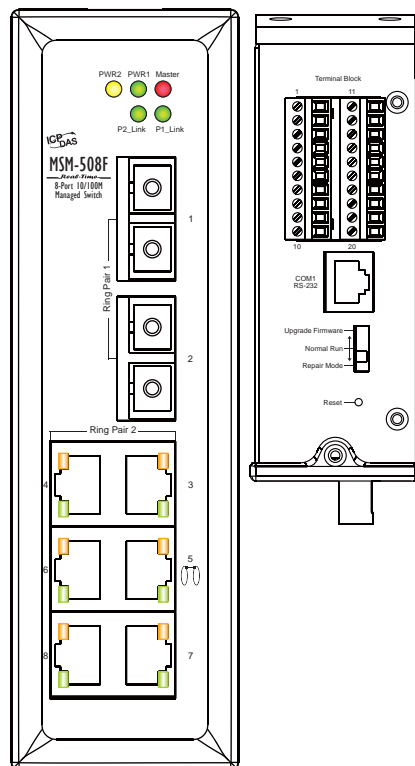 PWR2 PWR1 Master
P2_Link P1_Link
ICP DAS
MSM-508F
Real-Time
8-Port 10/100M
Managed Switch
1
Ring Pair 1
2
Ring Pair 2
4 3
6 5
8 7
Terminal Block
1 11
10 20
COM1
RS-232
Upgrade Firmware
Normal Run
Repair Mode
Reset